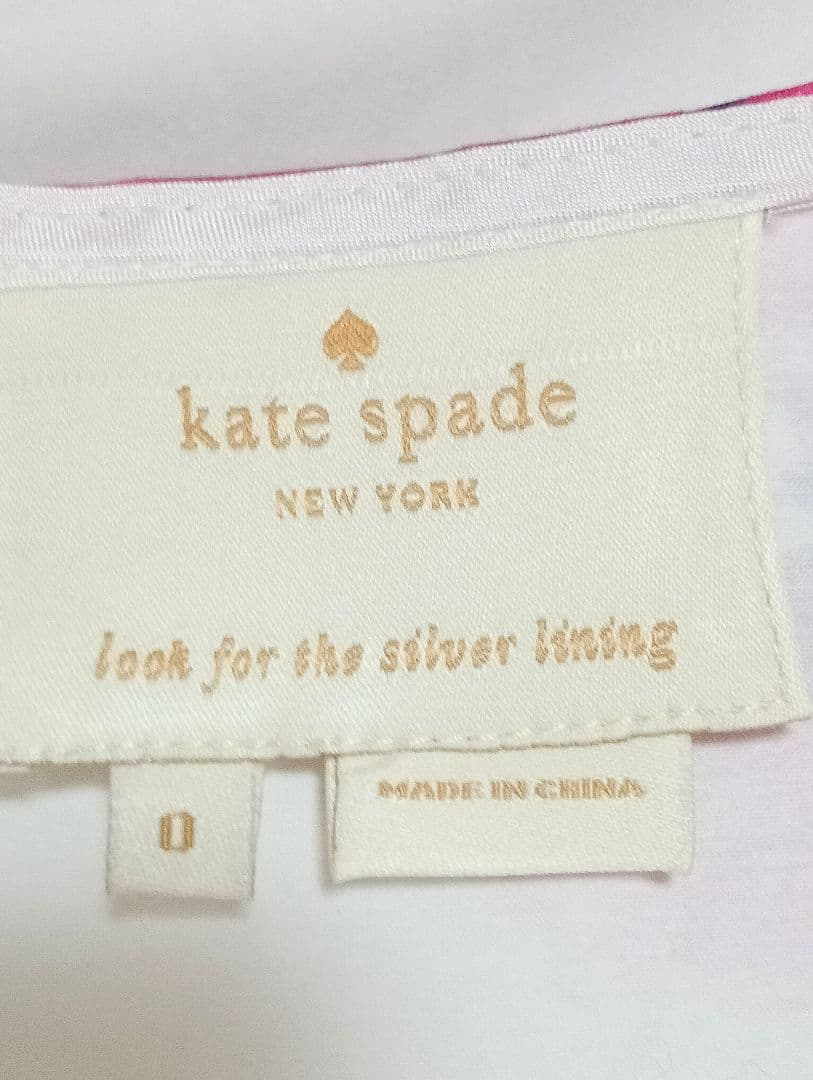 kate spade
NEW YORK
look for the silver lining
0
MADE IN CHINA